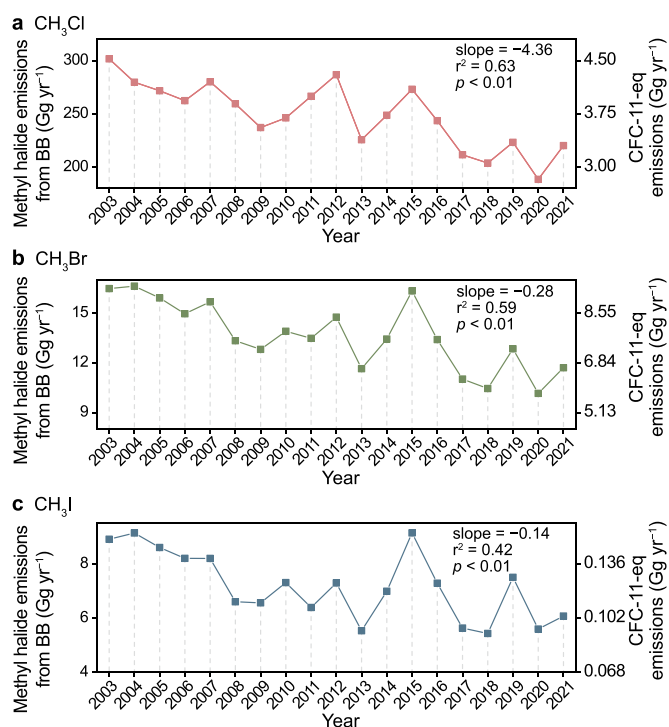 a CH₃Cl
Methyl halide emissions
from BB (Gg yr⁻¹)
300
250
200
slope = −4.36
r² = 0.63
p < 0.01
4.50
3.75
3.00
CFC-11-eq
emissions (Gg yr⁻¹)
2003 2004 2005 2006 2007 2008 2009 2010 2011 2012 2013 2014 2015 2016 2017 2018 2019 2020 2021
Year
b CH₃Br
Methyl halide emissions
from BB (Gg yr⁻¹)
15
12
9
slope = −0.28
r² = 0.59
p < 0.01
8.55
6.84
5.13
CFC-11-eq
emissions (Gg yr⁻¹)
2003 2004 2005 2006 2007 2008 2009 2010 2011 2012 2013 2014 2015 2016 2017 2018 2019 2020 2021
Year
c CH₃I
Methyl halide emissions
from BB (Gg yr⁻¹)
8
6
4
slope = −0.14
r² = 0.42
p < 0.01
0.136
0.102
0.068
CFC-11-eq
emissions (Gg yr⁻¹)
2003 2004 2005 2006 2007 2008 2009 2010 2011 2012 2013 2014 2015 2016 2017 2018 2019 2020 2021
Year